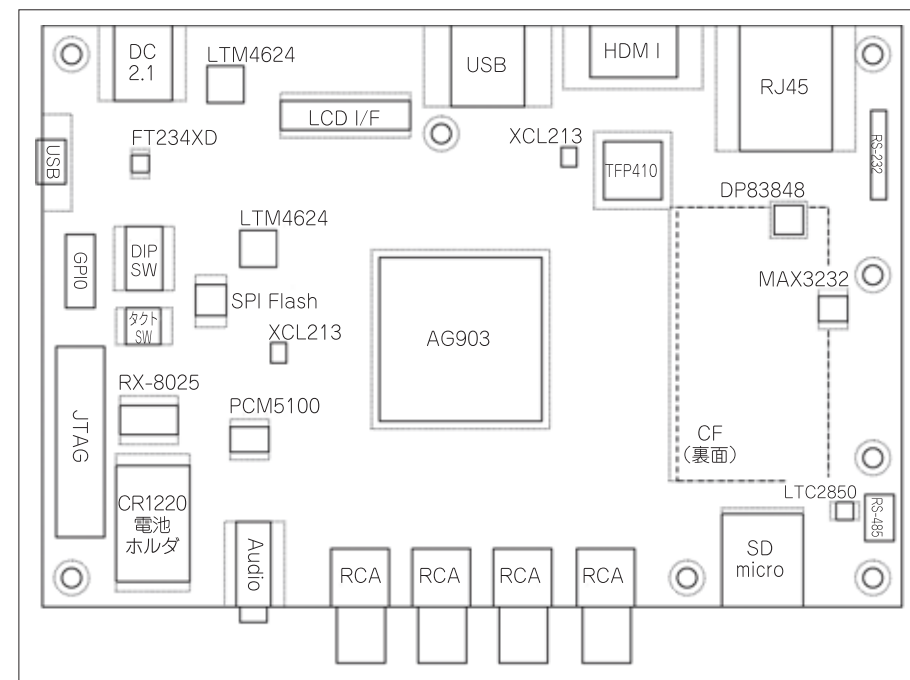 DC
2.1
LTM4624
USB
HDMI
RJ45
LCD I/F
FT234XD
XCL213
USB
TFP410
RS-232
DP83848
LTM4624
GPIO
DIP
SW
SPI Flash
MAX3232
タクト
SW
XCL213
AG903
RX-8025
PCM5100
JTAG
CF
(裏面)
CR1220
電池
ホルダ
LTC2850
RS-485
Audio
RCA
RCA
RCA
RCA
SD
micro